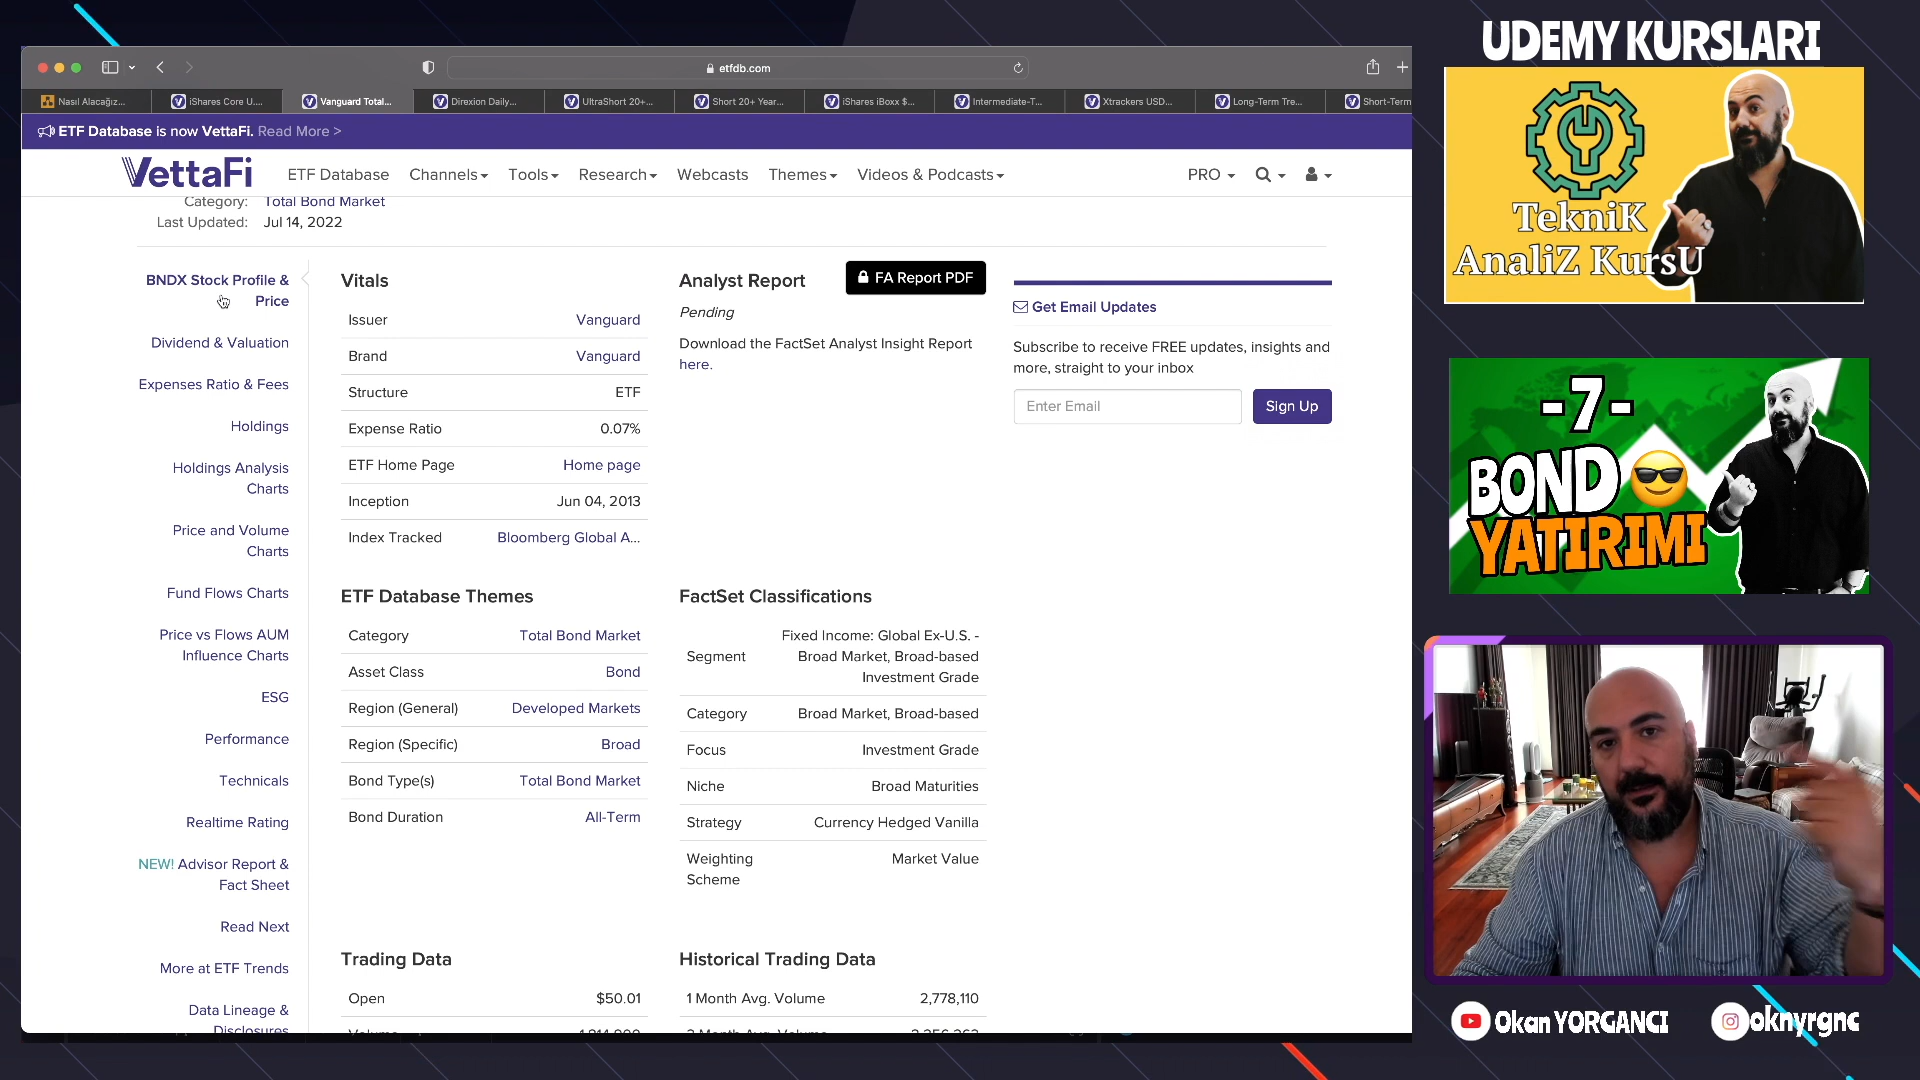 etfdb.com
Nasıl Alacağız...
iShares Core U....
Vanguard Total...
Direxion Daily...
UltraShort 20+...
Short 20+ Year...
iShares iBoxx $...
Intermediate-T...
Xtrackers USD...
Long-Term Tre...
Short-Term
ETF Database is now VettaFi. Read More >
VettaFi
ETF Database
Channels
Tools
Research
Webcasts
Themes
Videos & Podcasts
PRO
Category: Total Bond Market
Last Updated: Jul 14, 2022
BNDX Stock Profile &
Price
Dividend & Valuation
Expenses Ratio & Fees
Holdings
Holdings Analysis
Charts
Price and Volume
Charts
Fund Flows Charts
Price vs Flows AUM
Influence Charts
ESG
Performance
Technicals
Realtime Rating
NEW! Advisor Report &
Fact Sheet
Read Next
More at ETF Trends
Data Lineage &
Disclosures
Vitals
Issuer Vanguard
Brand Vanguard
Structure ETF
Expense Ratio 0.07%
ETF Home Page Home page
Inception Jun 04, 2013
Index Tracked Bloomberg Global A...
Analyst Report
FA Report PDF
Pending
Download the FactSet Analyst Insight Report
here.
Get Email Updates
Subscribe to receive FREE updates, insights and
more, straight to your inbox
Enter Email
Sign Up
ETF Database Themes
Category Total Bond Market
Asset Class Bond
Region (General) Developed Markets
Region (Specific) Broad
Bond Type(s) Total Bond Market
Bond Duration All-Term
FactSet Classifications
Segment Fixed Income: Global Ex-U.S. -
Broad Market, Broad-based
Investment Grade
Category Broad Market, Broad-based
Focus Investment Grade
Niche Broad Maturities
Strategy Currency Hedged Vanilla
Weighting Market Value
Scheme
Trading Data
Open $50.01
Historical Trading Data
1 Month Avg. Volume 2,778,110
UDEMY KURSLARI
TekniK
AnaliZ KursU
-7-
BOND
YATIRIMI
Okan YORGANCI
oknyrgnc